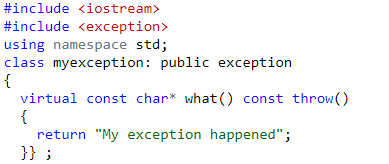 #include <iostream>
#include <exception>
using namespace std;
class myexception: public exception
{
  virtual const char* what() const throw()
  {
    return "My exception happened";
  }} ;